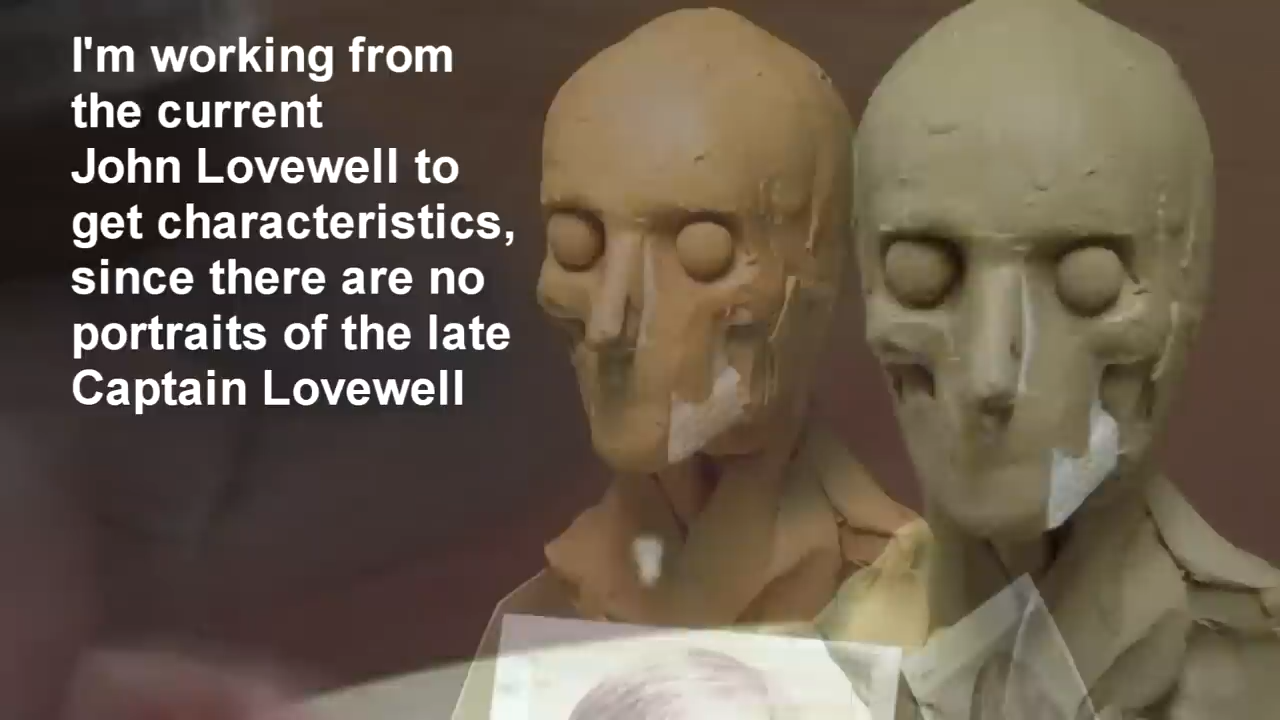 I'm working from
the current
John Lovewell to
get characteristics,
since there are no
portraits of the late
Captain Lovewell